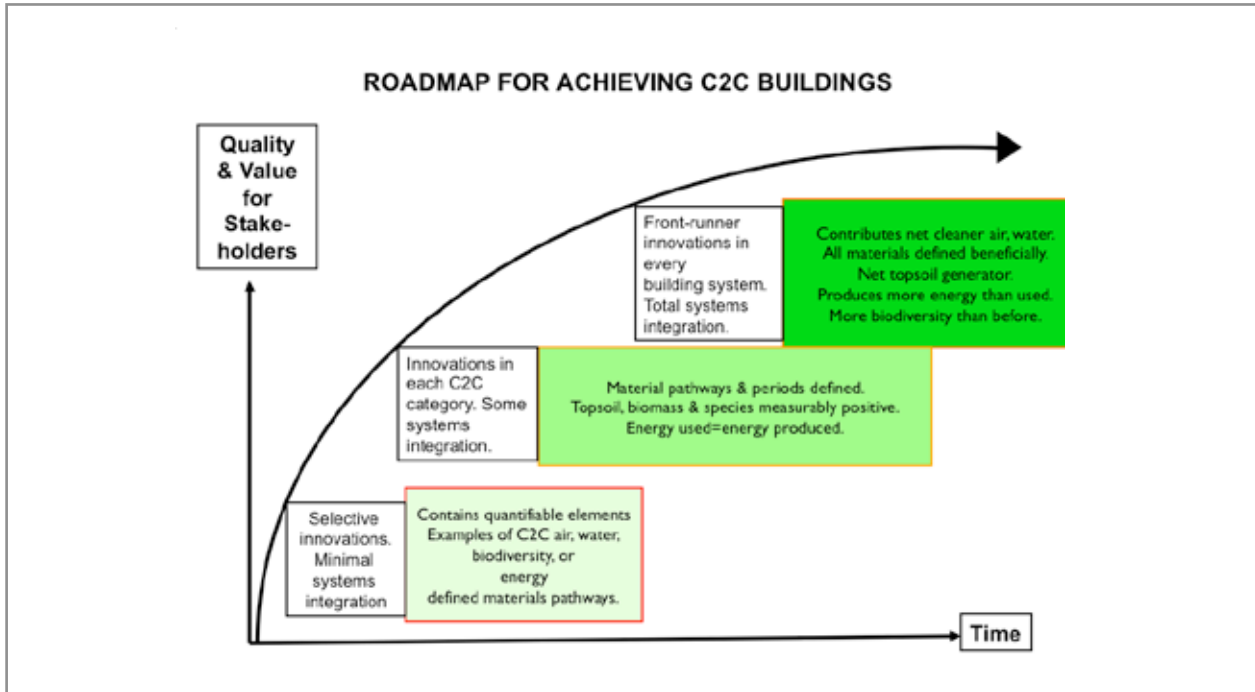 ROADMAP FOR ACHIEVING C2C BUILDINGS
Quality
& Value
for
Stake-
holders
Front-runner
innovations in
every
building system.
Total systems
integration.
Contributes net cleaner air, water.
All materials defined beneficially.
Net topsoil generator.
Produces more energy than used.
More biodiversity than before.
Innovations in
each C2C
category. Some
systems
integration.
Material pathways & periods defined.
Topsoil, biomass & species measurably positive.
Energy used=energy produced.
Selective
innovations.
Minimal
systems
integration
Contains quantifiable elements
Examples of C2C air, water,
biodiversity, or
energy
defined materials pathways.
Time